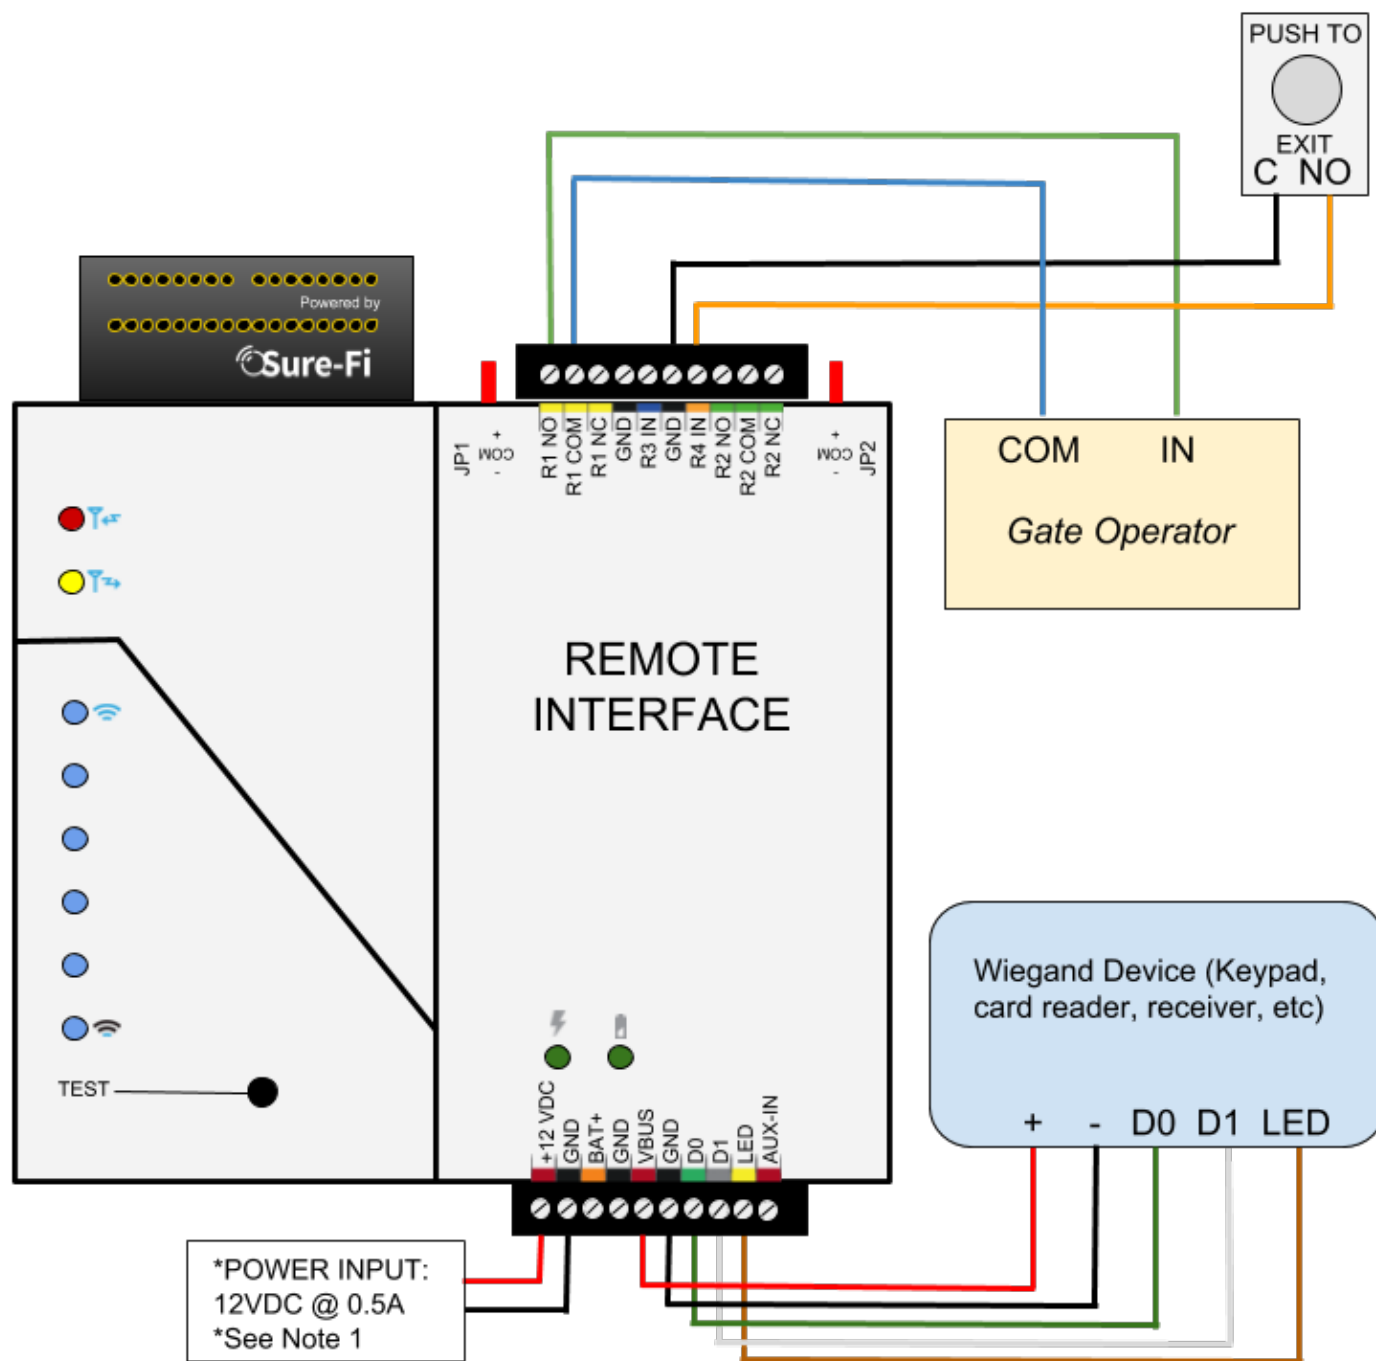 PUSH TO
EXIT
C NO
Powered by
Sure-Fi
JP1
+
COM
-
R1 NO
R1 COM
R1 NC
GND
R3 IN
GND
R4 IN
R2 NO
R2 COM
R2 NC
+
COM
-
JP2
COM IN
Gate Operator
REMOTE
INTERFACE
Wiegand Device (Keypad,
card reader, receiver, etc)
+ - D0 D1 LED
TEST
+12 VDC
GND
BAT+
GND
VBUS
GND
D0
D1
LED
AUX-IN
*POWER INPUT:
12VDC @ 0.5A
*See Note 1